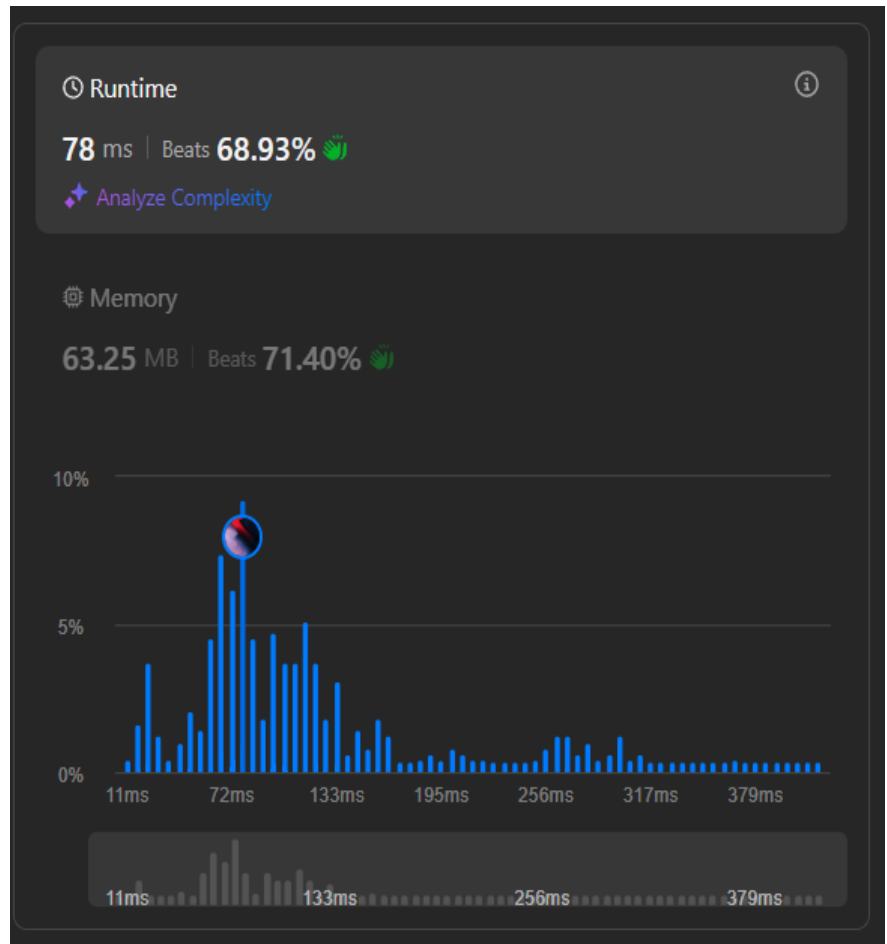 Runtime
78 ms | Beats 68.93%
Analyze Complexity
Memory
63.25 MB | Beats 71.40%
10%
5%
0%
11ms 72ms 133ms 195ms 256ms 317ms 379ms
11ms 133ms 256ms 379ms